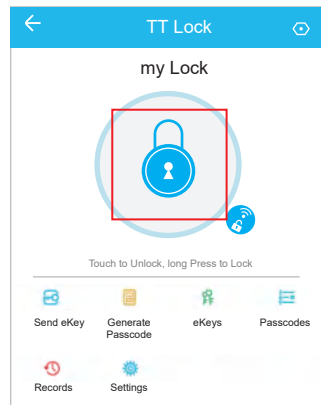 TT Lock
my Lock
Touch to Unlock, long Press to Lock
Send eKey
Generate
Passcode
eKeys
Passcodes
Records
Settings